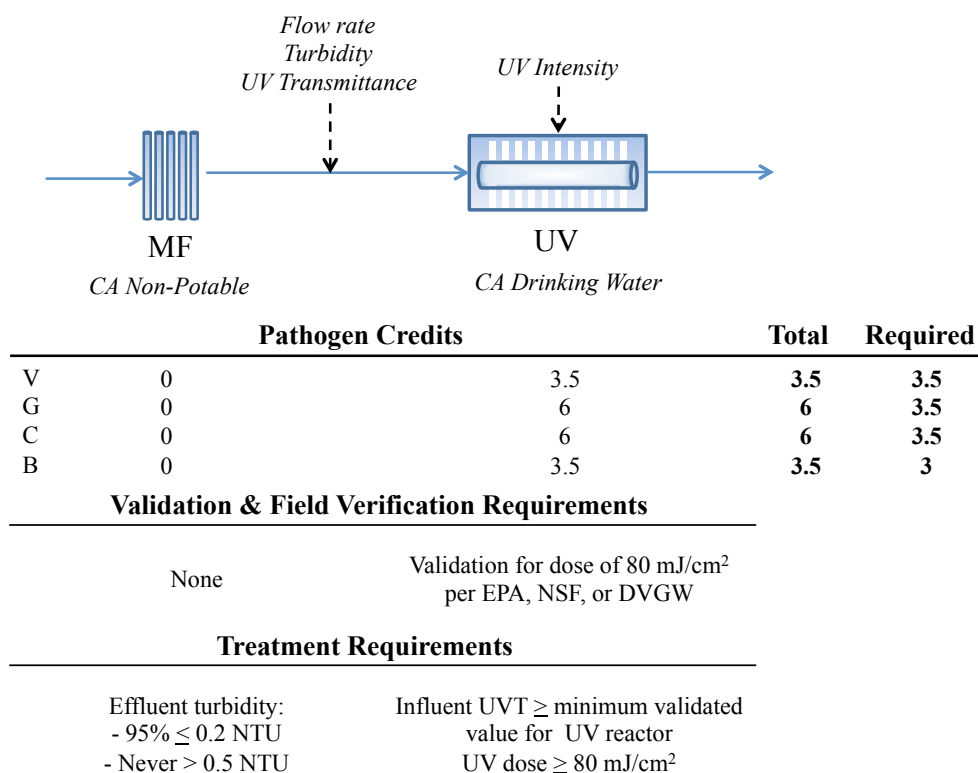 Flow rate
Turbidity
UV Transmittance
UV Intensity
MF
UV
CA Non-Potable
CA Drinking Water
Pathogen Credits Total Required
V 0 3.5 3.5 3.5
G 0 6 6 3.5
C 0 6 6 3.5
B 0 3.5 3.5 3
Validation & Field Verification Requirements
None
Validation for dose of 80 mJ/cm²
per EPA, NSF, or DVGW
Treatment Requirements
Effluent turbidity:
- 95% ≤ 0.2 NTU
- Never > 0.5 NTU
Influent UVT ≥ minimum validated
value for UV reactor
UV dose ≥ 80 mJ/cm²